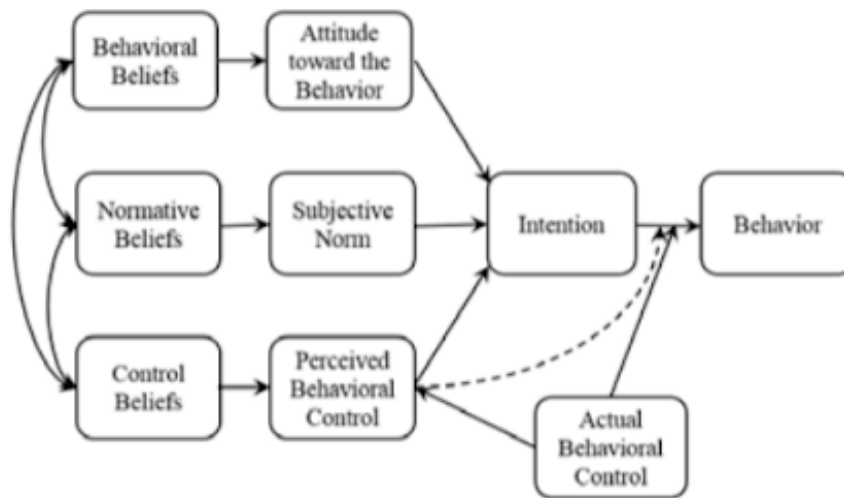 Behavioral
Beliefs
Attitude
toward the
Behavior
Normative
Beliefs
Subjective
Norm
Intention
Behavior
Control
Beliefs
Perceived
Behavioral
Control
Actual
Behavioral
Control